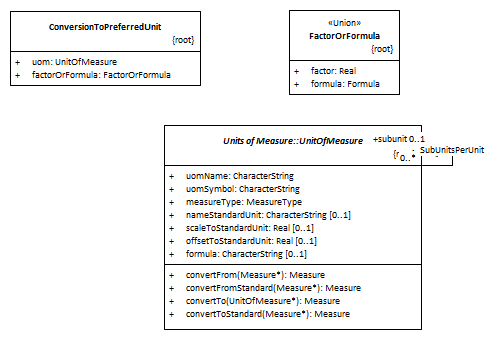 ConversionToPreferredUnit
{root}
+ uom: UnitOfMeasure
+ factorOrFormula: FactorOrFormula
«Union»
FactorOrFormula
{root}
+ factor: Real
+ formula: Formula
Units of Measure::UnitOfMeasure
+subunit 0..1
{r
0..*
SubUnitsPerUnit
+ uomName: CharacterString
+ uomSymbol: CharacterString
+ measureType: MeasureType
+ nameStandardUnit: CharacterString [0..1]
+ scaleToStandardUnit: Real [0..1]
+ offsetToStandardUnit: Real [0..1]
+ formula: CharacterString [0..1]
+ convertFrom(Measure*): Measure
+ convertFromStandard(Measure*): Measure
+ convertTo(UnitOfMeasure*): Measure
+ convertToStandard(Measure*): Measure